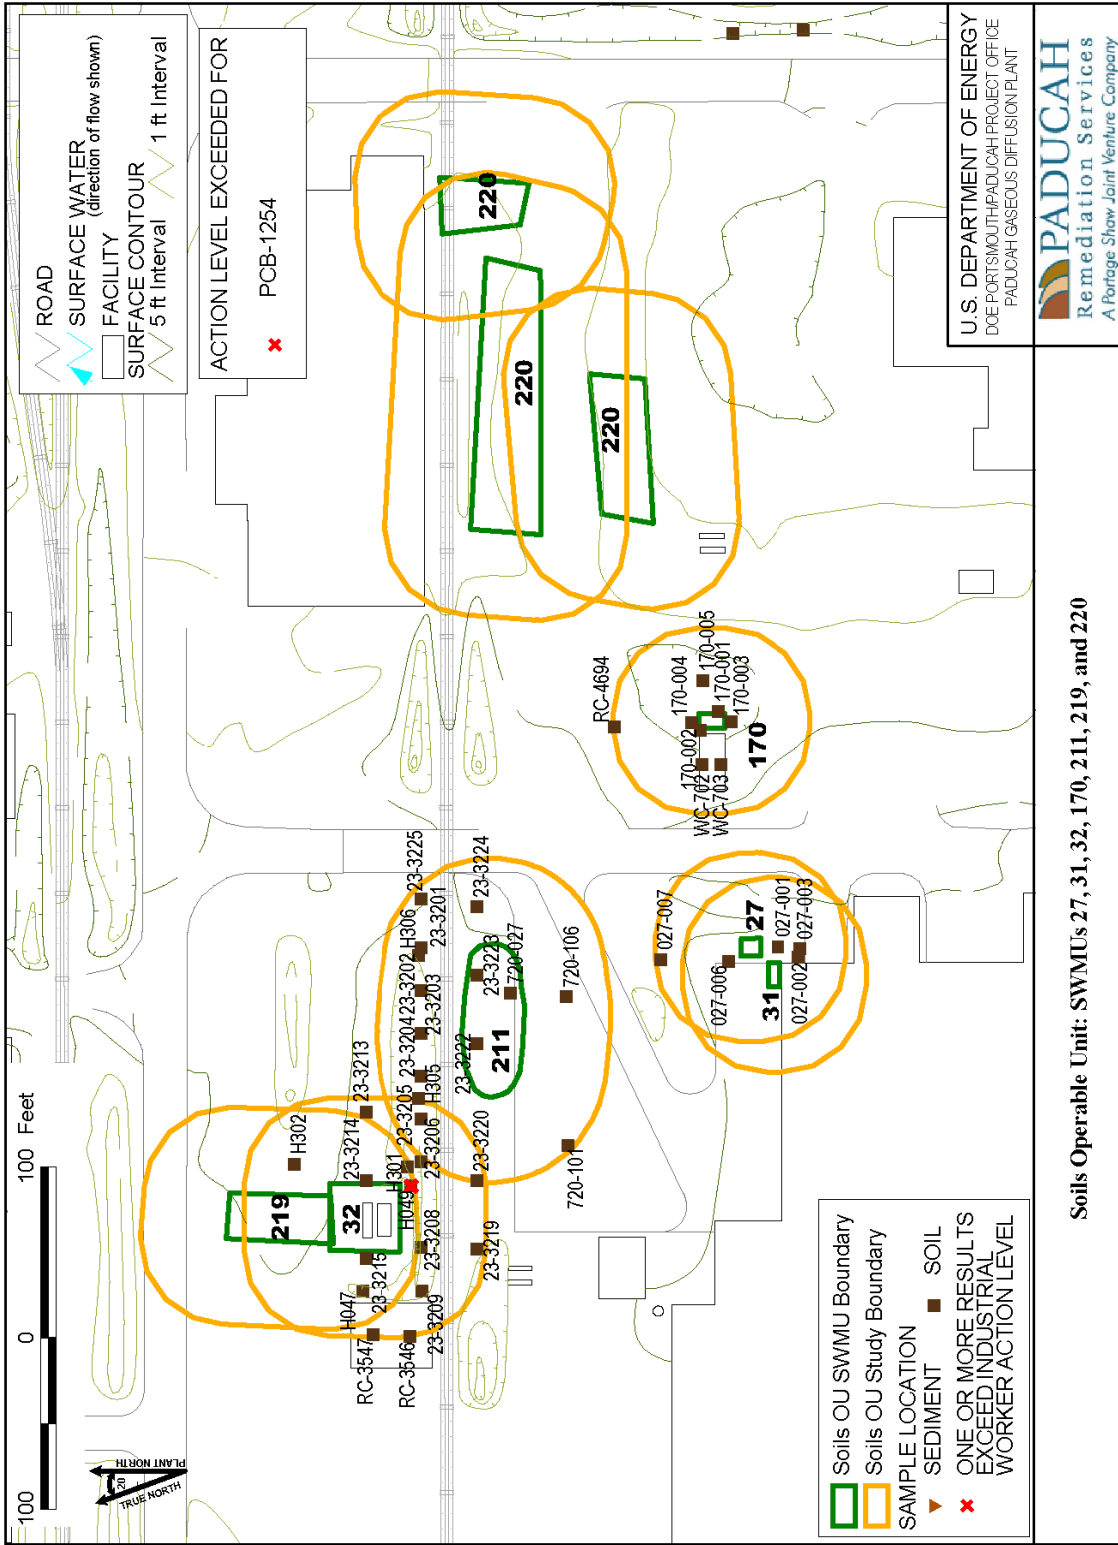 ROAD
SURFACE WATER
(direction of flow shown)
FACILITY
SURFACE CONTOUR
5 ft Interval
1 ft Interval
ACTION LEVEL EXCEEDED FOR
PCB-1254
100
0
100 Feet
PLANT NORTH
20
TRUE NORTH
219
H302
32
23-3213
23-3214
H301
H049
23-3215
H047
RC-3547
RC-3546
23-3209
23-3208
23-3206
23-3205
H305
23-3204
23-3203
23-3202
H306
23-3201
23-3225
23-3224
23-3223
23-3222
720-027
211
23-3220
23-3219
720-106
720-101
220
220
220
RC-4694
170-005
170-004
170-001
170-003
170-002
WC-702
WC-703
170
027-007
027-006
27
31
027-001
027-003
027-002
Soils OU SWMU Boundary
Soils OU Study Boundary
SAMPLE LOCATION
SEDIMENT
SOIL
ONE OR MORE RESULTS
EXCEED INDUSTRIAL
WORKER ACTION LEVEL
U.S. DEPARTMENT OF ENERGY
DOE PORTSMOUTH/PADUCAH PROJECT OFFICE
PADUCAH GASEOUS DIFFUSION PLANT
PADUCAH
Remediation Services
A Portage Shaw Joint Venture Company
Soils Operable Unit: SWMUs 27, 31, 32, 170, 211, 219, and 220